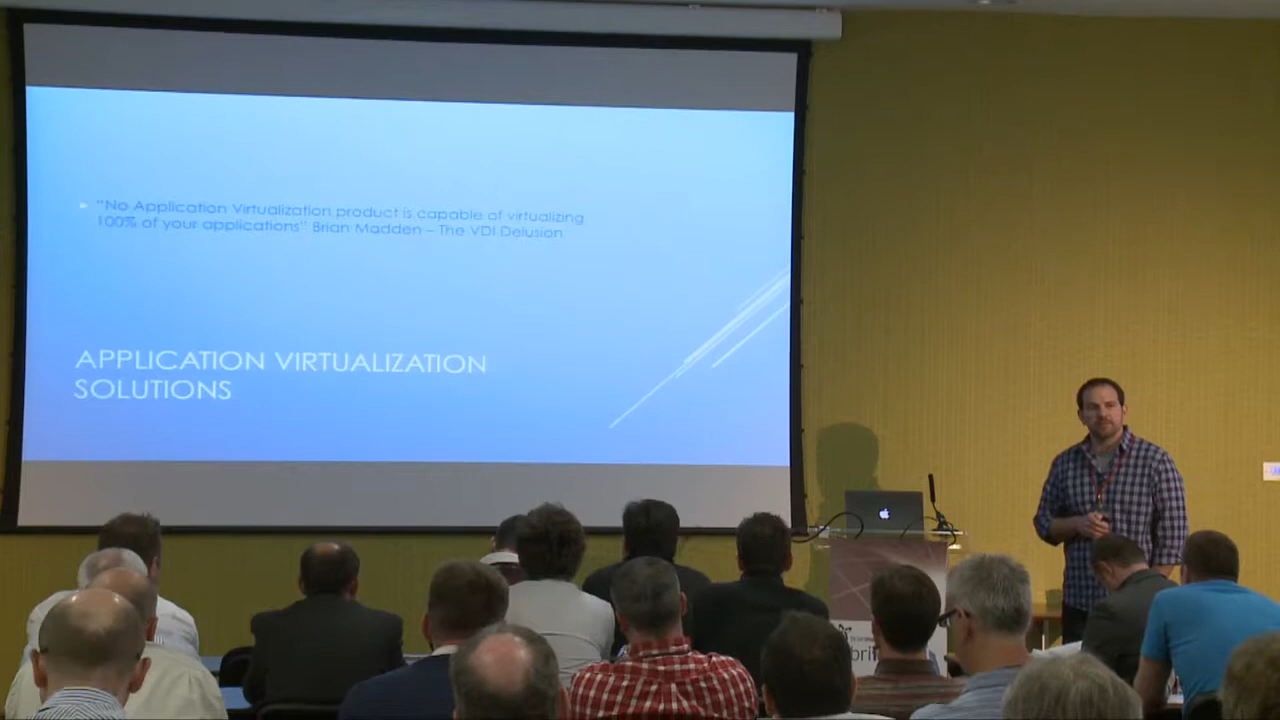 "No Application Virtualization product is capable of virtualizing
100% of your applications" Brian Madden – The VDI Delusion
APPLICATION VIRTUALIZATION
SOLUTIONS